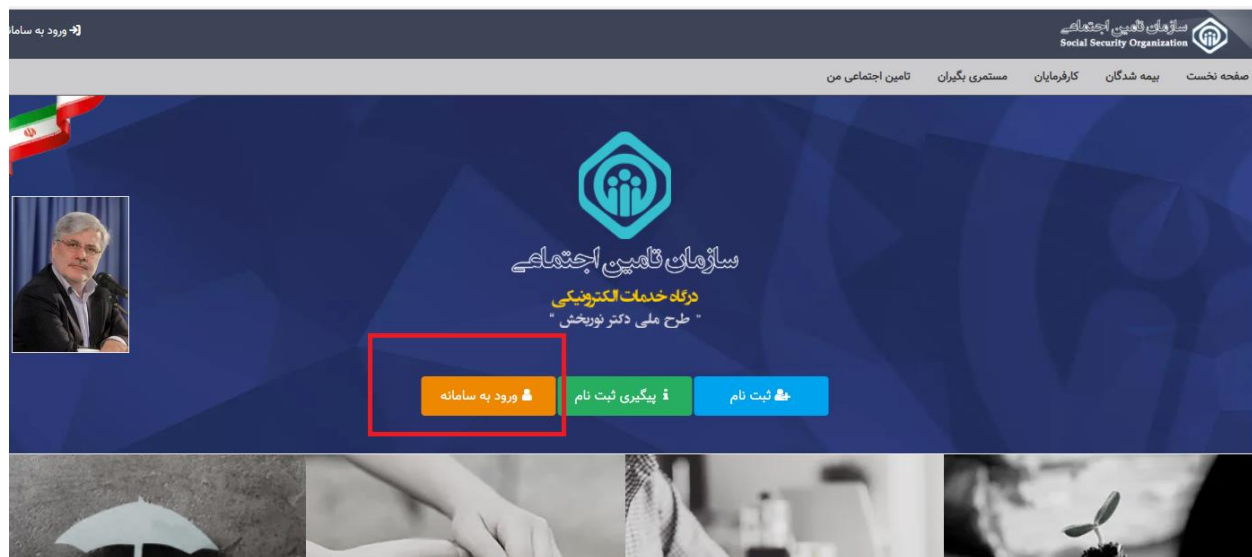 سازمان تامین اجتماعی
Social Security Organization
ورود به
صفحه نخست
بیمه شدگان
کارفرمایان
مستمری بگیران
تامین اجتماعی من
سازمان تامین اجتماعی
درگاه خدمات الکترونیکی
" طرح ملی دکتر نوربخش "
ثبت نام
پیگیری ثبت نام
ورود به سامانه